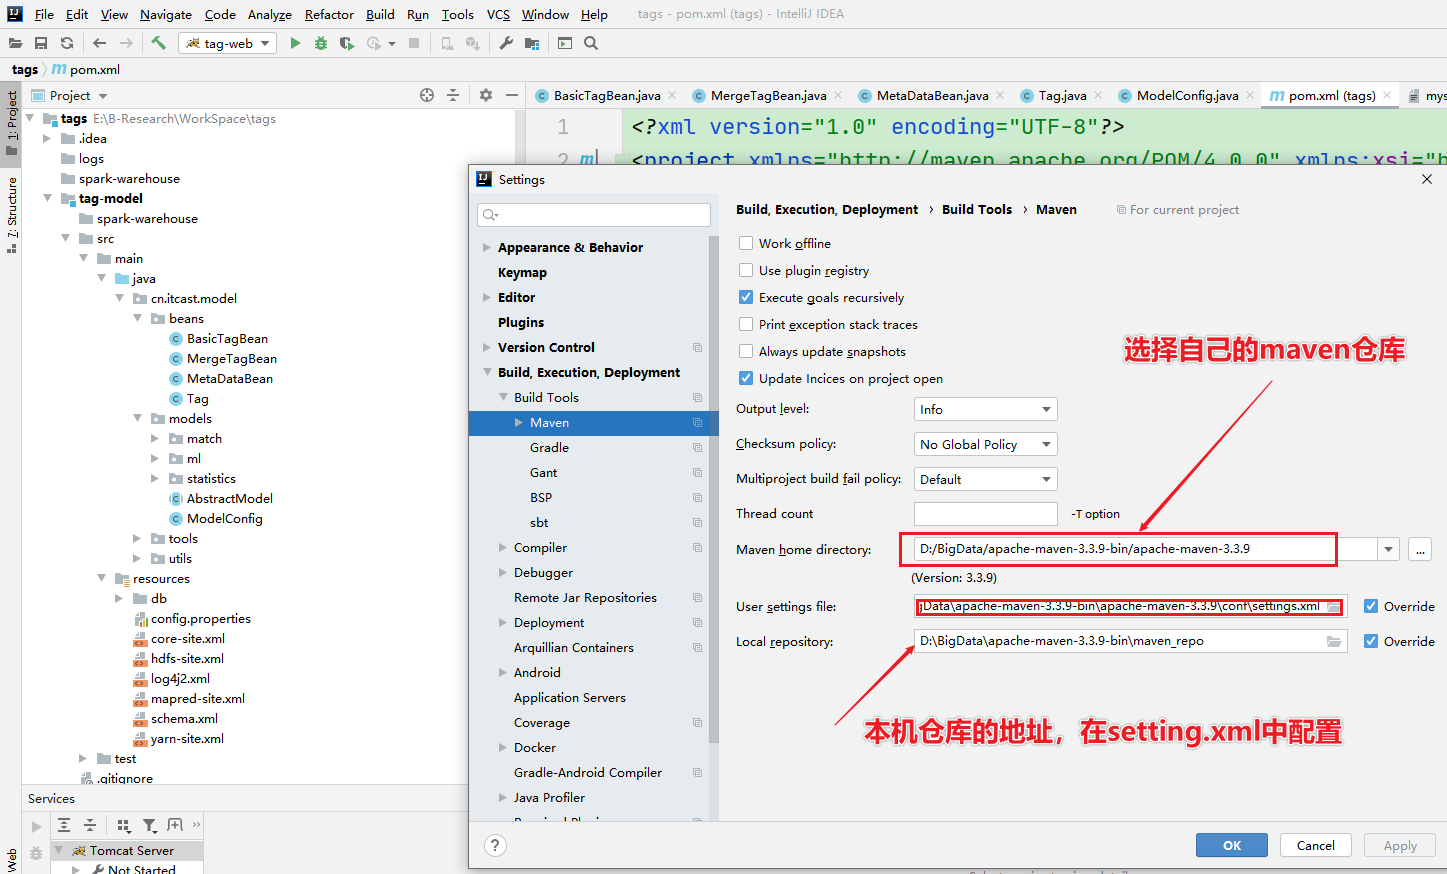 File Edit View Navigate Code Analyze Refactor Build Run Tools VCS Window Help tags - pom.xml (tags) - IntelliJ IDEA
tag-web
tags pom.xml
1: Project
7: Structure
Web
Project
tags E:\B-Research\WorkSpace\tags
.idea
logs
spark-warehouse
tag-model
spark-warehouse
src
main
java
cn.itcast.model
beans
BasicTagBean
MergeTagBean
MetaDataBean
Tag
models
match
ml
statistics
AbstractModel
ModelConfig
tools
utils
resources
db
config.properties
core-site.xml
hdfs-site.xml
log4j2.xml
mapred-site.xml
schema.xml
yarn-site.xml
test
.gitignore
Services
Tomcat Server
Not Started
BasicTagBean.java MergeTagBean.java MetaDataBean.java Tag.java ModelConfig.java pom.xml (tags) mys
1 <?xml version="1.0" encoding="UTF-8"?>
2 <project xmlns="http://maven.apache.org/POM/4.0.0" xmlns:xsi="h
Settings
Appearance & Behavior
Keymap
Editor
Plugins
Version Control
Build, Execution, Deployment
Build Tools
Maven
Gradle
Gant
BSP
sbt
Compiler
Debugger
Remote Jar Repositories
Deployment
Arquillian Containers
Android
Application Servers
Coverage
Docker
Gradle-Android Compiler
Java Profiler
Build, Execution, Deployment › Build Tools › Maven For current project
Work offline
Use plugin registry
Execute goals recursively
Print exception stack traces
Always update snapshots
Update Incices on project open
Output level: Info
Checksum policy: No Global Policy
Multiproject build fail policy: Default
Thread count -T option
Maven home directory: D:/BigData/apache-maven-3.3.9-bin/apache-maven-3.3.9 ...
(Version: 3.3.9)
User settings file: gData\apache-maven-3.3.9-bin\apache-maven-3.3.9\conf\settings.xml Override
Local repository: D:\BigData\apache-maven-3.3.9-bin\maven_repo Override
选择自己的maven仓库
本机仓库的地址，在setting.xml中配置
? OK Cancel Apply